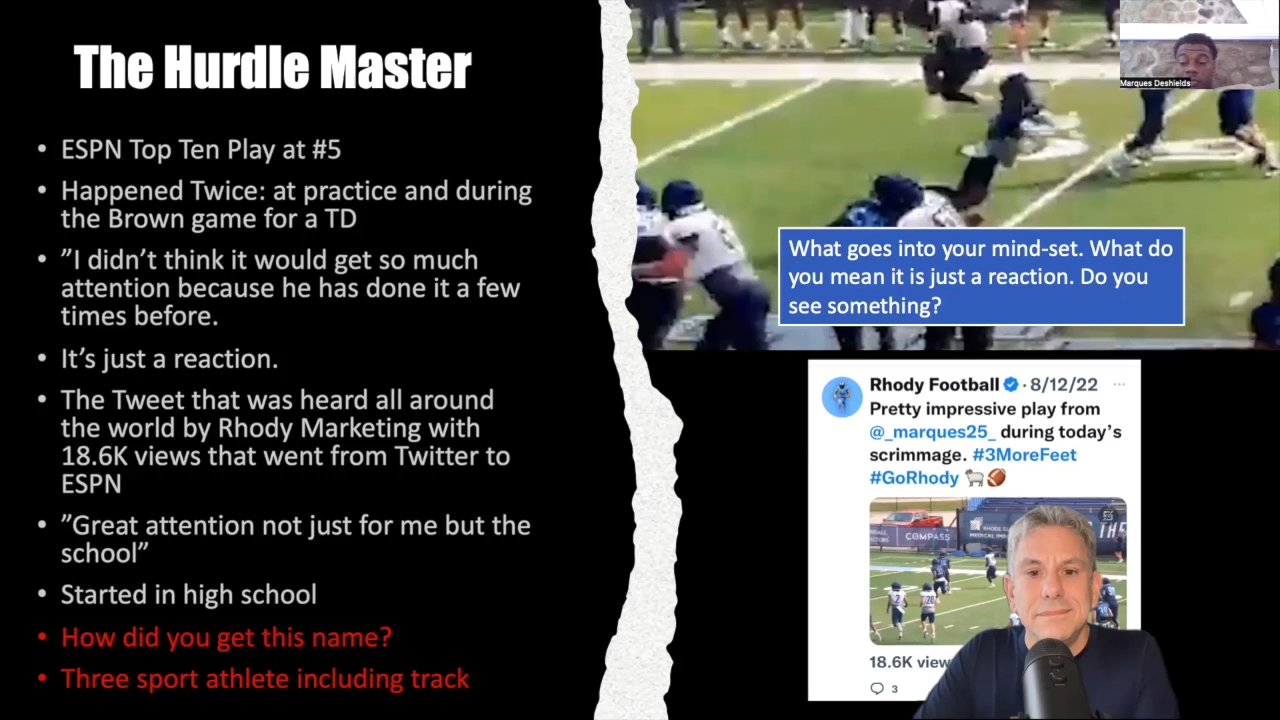 The Hurdle Master
• ESPN Top Ten Play at #5
• Happened Twice: at practice and during
the Brown game for a TD
• ”I didn’t think it would get so much
attention because he has done it a few
times before.
• It’s just a reaction.
• The Tweet that was heard all around
the world by Rhody Marketing with
18.6K views that went from Twitter to
ESPN
• ”Great attention not just for me but the
school”
• Started in high school
• How did you get this name?
• Three sport athlete including track
Marques Deshields
What goes into your mind-set. What do
you mean it is just a reaction. Do you
see something?
Rhody Football · 8/12/22 ...
Pretty impressive play from
@_marques25_ during today’s
scrimmage. #3MoreFeet
#GoRhody 🐏🏈
COMPASS
RHODE
MEDICAL
THE
18.6K view
3